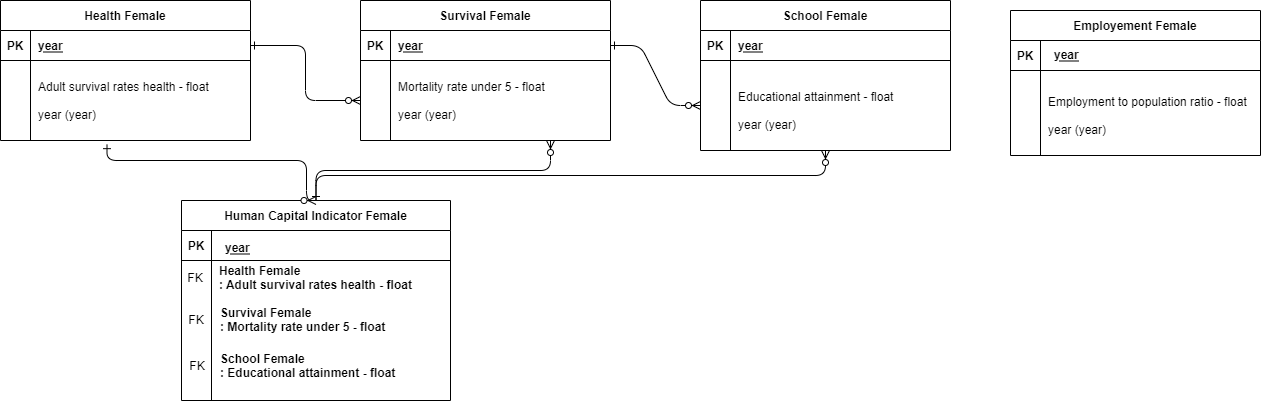 Health Female
PK year
Adult survival rates health - float
year (year)
Survival Female
PK year
Mortality rate under 5 - float
year (year)
School Female
PK year
Educational attainment - float
year (year)
Employement Female
PK year
Employment to population ratio - float
year (year)
Human Capital Indicator Female
PK year
FK Health Female
: Adult survival rates health - float
FK Survival Female
: Mortality rate under 5 - float
FK School Female
: Educational attainment - float